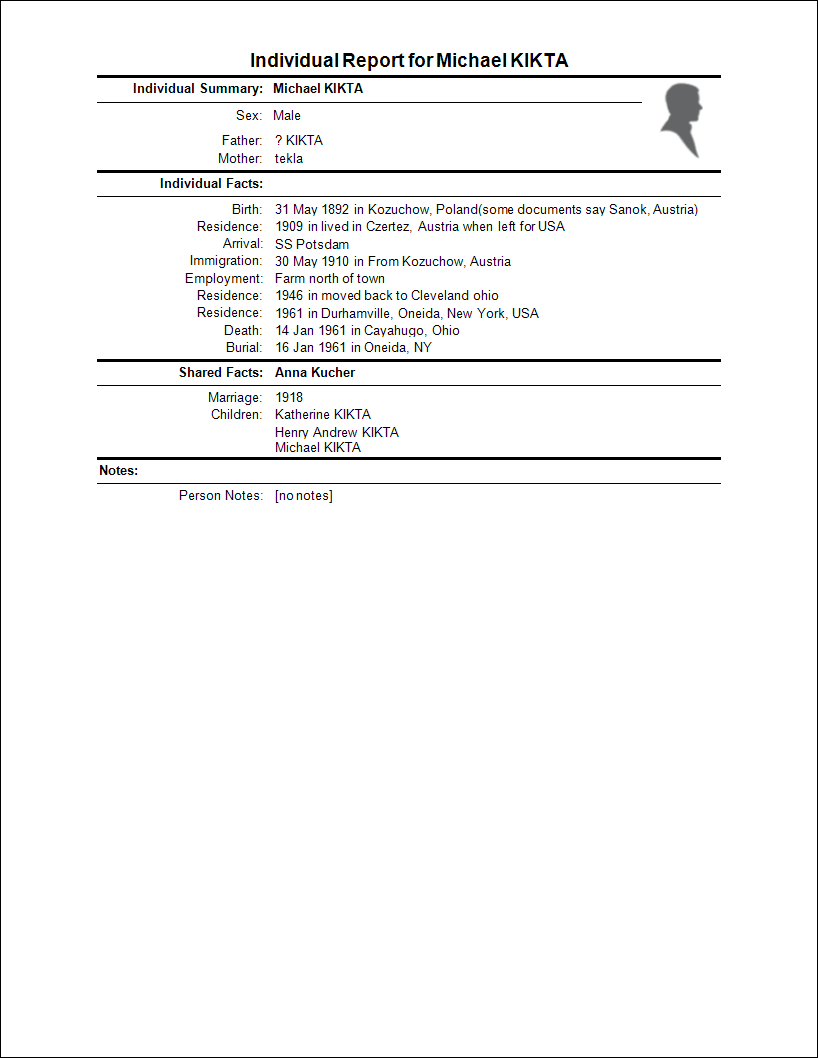 Individual Report for Michael KIKTA
Individual Summary: Michael KIKTA
Sex: Male
Father: ? KIKTA
Mother: tekla
Individual Facts:
Birth: 31 May 1892 in Kozuchow, Poland(some documents say Sanok, Austria)
Residence: 1909 in lived in Czertez, Austria when left for USA
Arrival: SS Potsdam
Immigration: 30 May 1910 in From Kozuchow, Austria
Employment: Farm north of town
Residence: 1946 in moved back to Cleveland ohio
Residence: 1961 in Durhamville, Oneida, New York, USA
Death: 14 Jan 1961 in Cayahugo, Ohio
Burial: 16 Jan 1961 in Oneida, NY
Shared Facts: Anna Kucher
Marriage: 1918
Children: Katherine KIKTA
Henry Andrew KIKTA
Michael KIKTA
Notes:
Person Notes: [no notes]